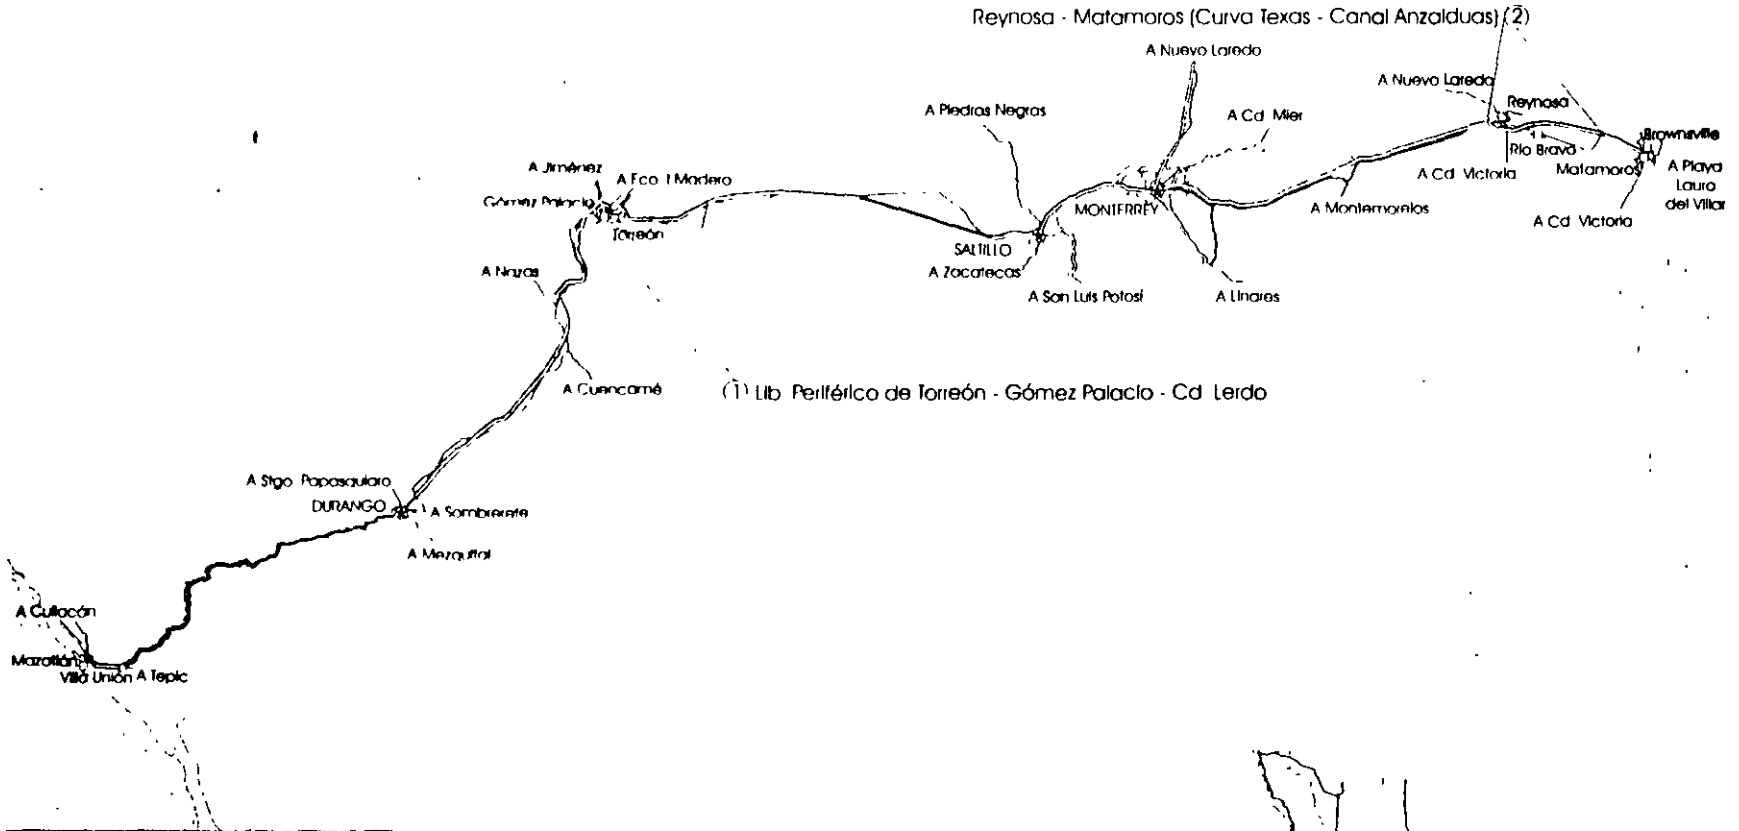 Reynosa - Matamoros (Curva Texas - Canal Anzalduas) (2)
A Nuevo Laredo
A Nuevo Laredo
Reynosa
A Piedras Negras
A Cd Mier
Brownsville
Río Bravo
A Jiménez
A Fco I Madero
A Cd Victoria
Matamoros
A Playa
Lauro
del Villar
Gómez Palacio
MONTERREY
A Montemorelos
A Cd Victoria
Torreón
SALTILLO
A Nazas
A Zacatecas
A San Luis Potosí
A Linares
A Cuencamé
(1) Lib Periférico de Torreón - Gómez Palacio - Cd Lerdo
A Stgo Papasquiaro
DURANGO
A Sombrerete
A Mezquital
A Culiacán
Mazatlán
Villa Unión
A Tepic